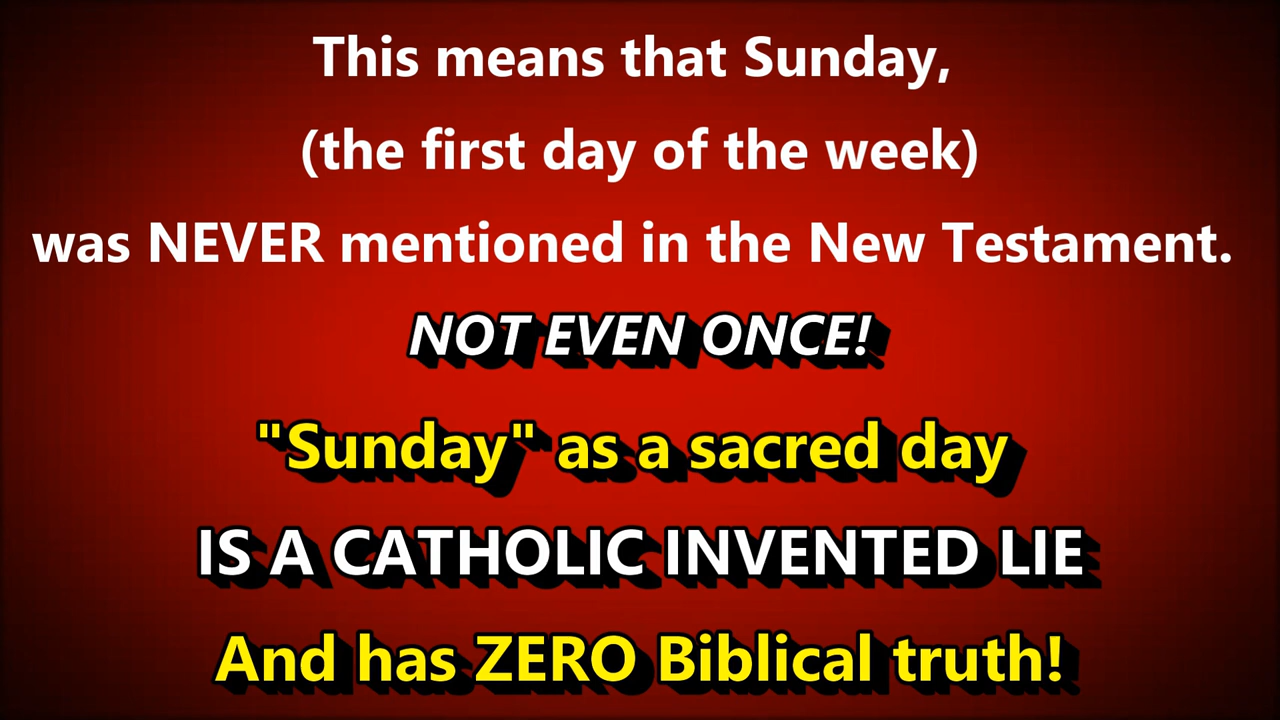 This means that Sunday,
(the first day of the week)
was NEVER mentioned in the New Testament.
NOT EVEN ONCE!
"Sunday" as a sacred day
IS A CATHOLIC INVENTED LIE
And has ZERO Biblical truth!